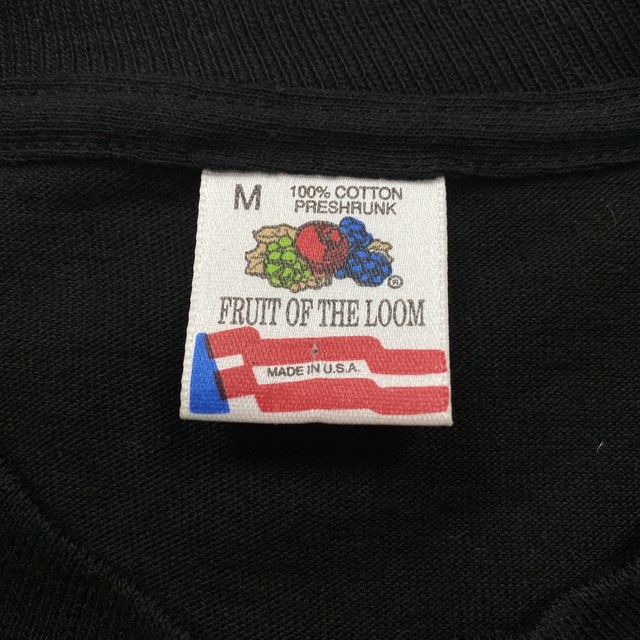 M
100% COTTON
PRESHRUNK
®
FRUIT OF THE LOOM
MADE IN U.S.A.